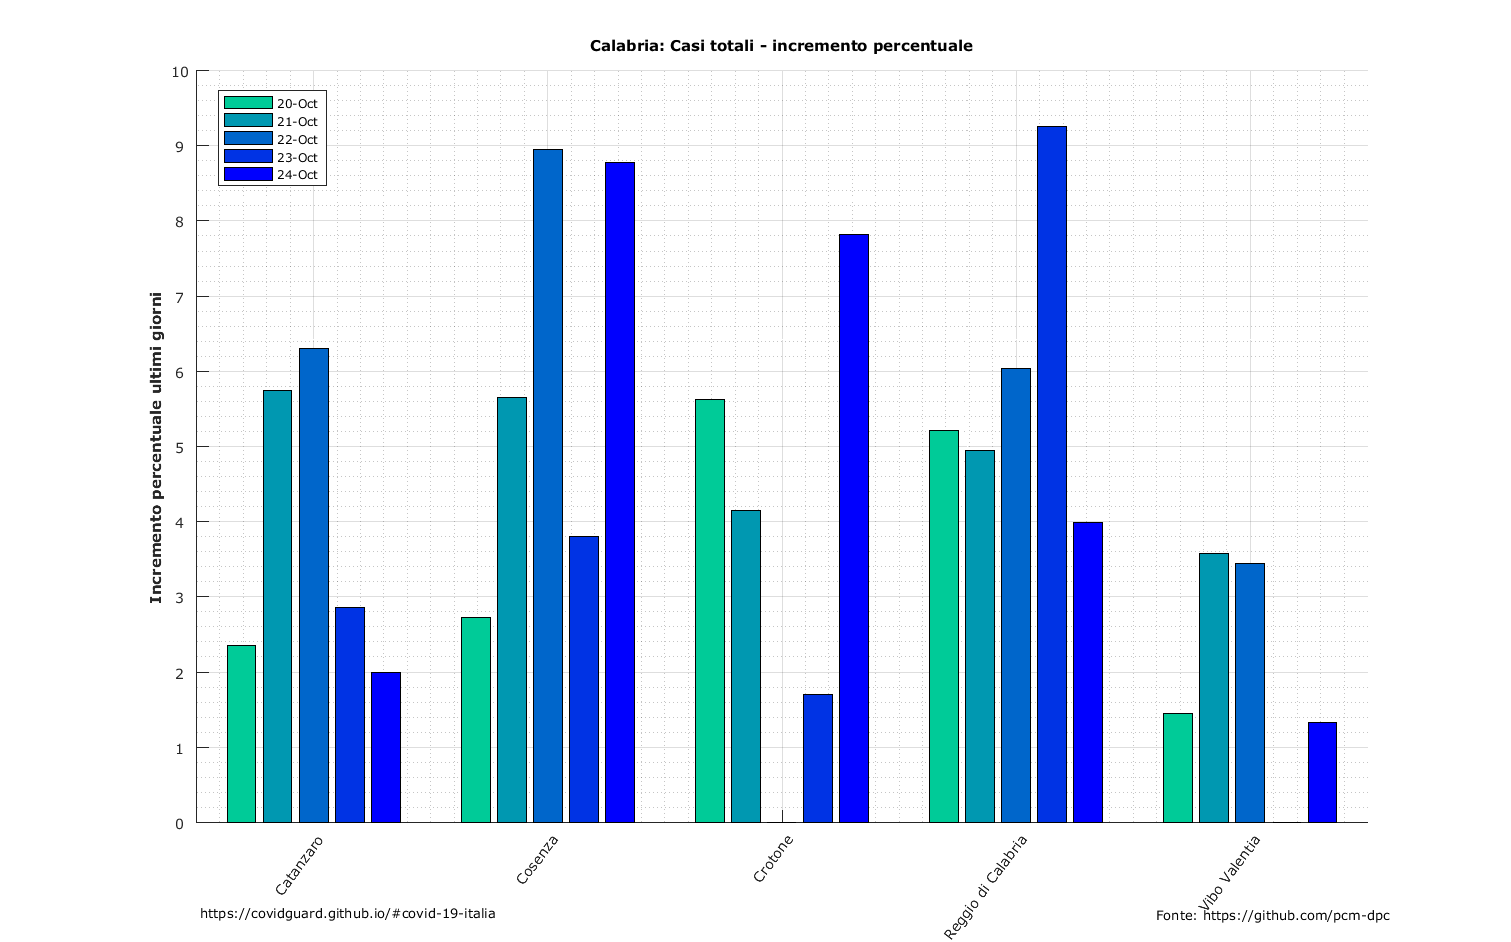 Calabria: Casi totali - incremento percentuale
10
9
8
7
6
5
4
3
2
1
0
20-Oct
21-Oct
22-Oct
23-Oct
24-Oct
Incremento percentuale ultimi giorni
Catanzaro
Cosenza
Crotone
Reggio di Calabria
Vibo Valentia
https://covidguard.github.io/#covid-19-italia
Fonte: https://github.com/pcm-dpc